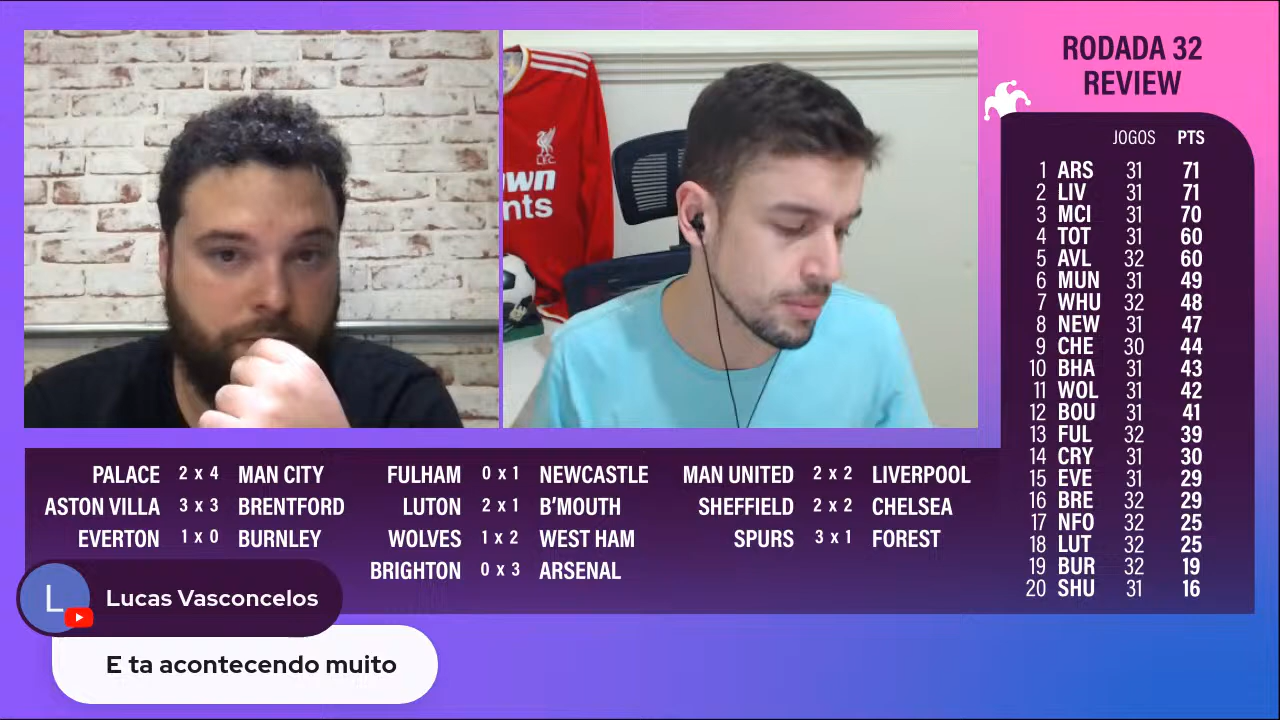 RODADA 32
REVIEW
JOGOS PTS
1 ARS 31 71
2 LIV 31 71
3 MCI 31 70
4 TOT 31 60
5 AVL 32 60
6 MUN 31 49
7 WHU 32 48
8 NEW 31 47
9 CHE 30 44
10 BHA 31 43
11 WOL 31 42
12 BOU 31 41
13 FUL 32 39
14 CRY 31 30
15 EVE 31 29
16 BRE 32 29
17 NFO 32 25
18 LUT 32 25
19 BUR 32 19
20 SHU 31 16
L.F.C.
wn
nts
PALACE 2 x 4 MAN CITY
ASTON VILLA 3 x 3 BRENTFORD
EVERTON 1 x 0 BURNLEY
FULHAM 0 x 1 NEWCASTLE
LUTON 2 x 1 B'MOUTH
WOLVES 1 x 2 WEST HAM
BRIGHTON 0 x 3 ARSENAL
MAN UNITED 2 x 2 LIVERPOOL
SHEFFIELD 2 x 2 CHELSEA
SPURS 3 x 1 FOREST
L
Lucas Vasconcelos
E ta acontecendo muito